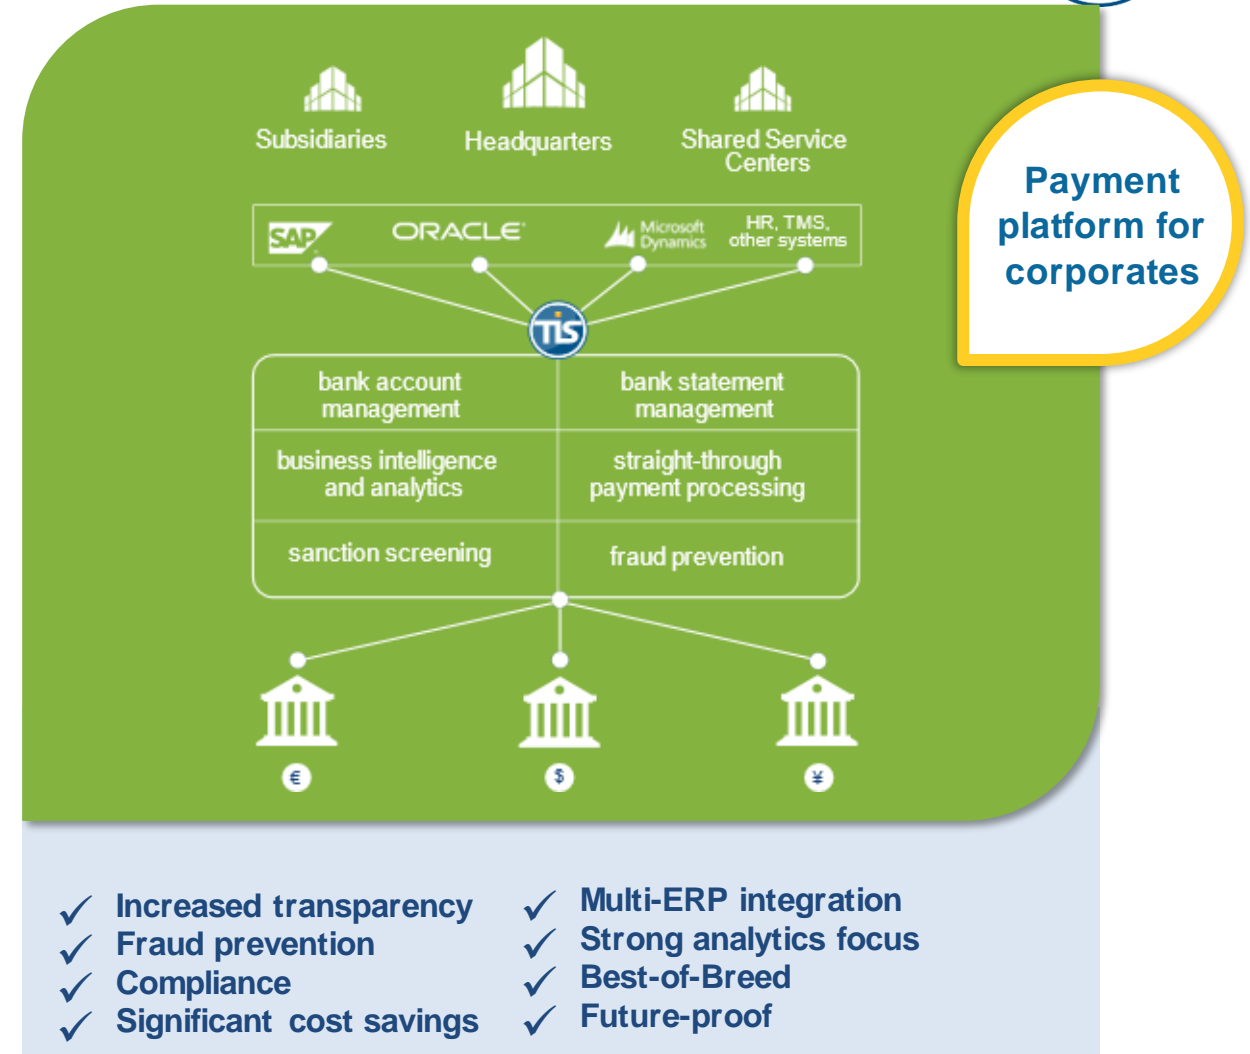 Subsidiaries
Headquarters
Shared Service
Centers
Payment
platform for
corporates
SAP
ORACLE
Microsoft
Dynamics
HR, TMS,
other systems
TIS
bank account
management
bank statement
management
business intelligence
and analytics
straight-through
payment processing
sanction screening
fraud prevention
€
$
¥
✓ Increased transparency
✓ Fraud prevention
✓ Compliance
✓ Significant cost savings
✓ Multi-ERP integration
✓ Strong analytics focus
✓ Best-of-Breed
✓ Future-proof